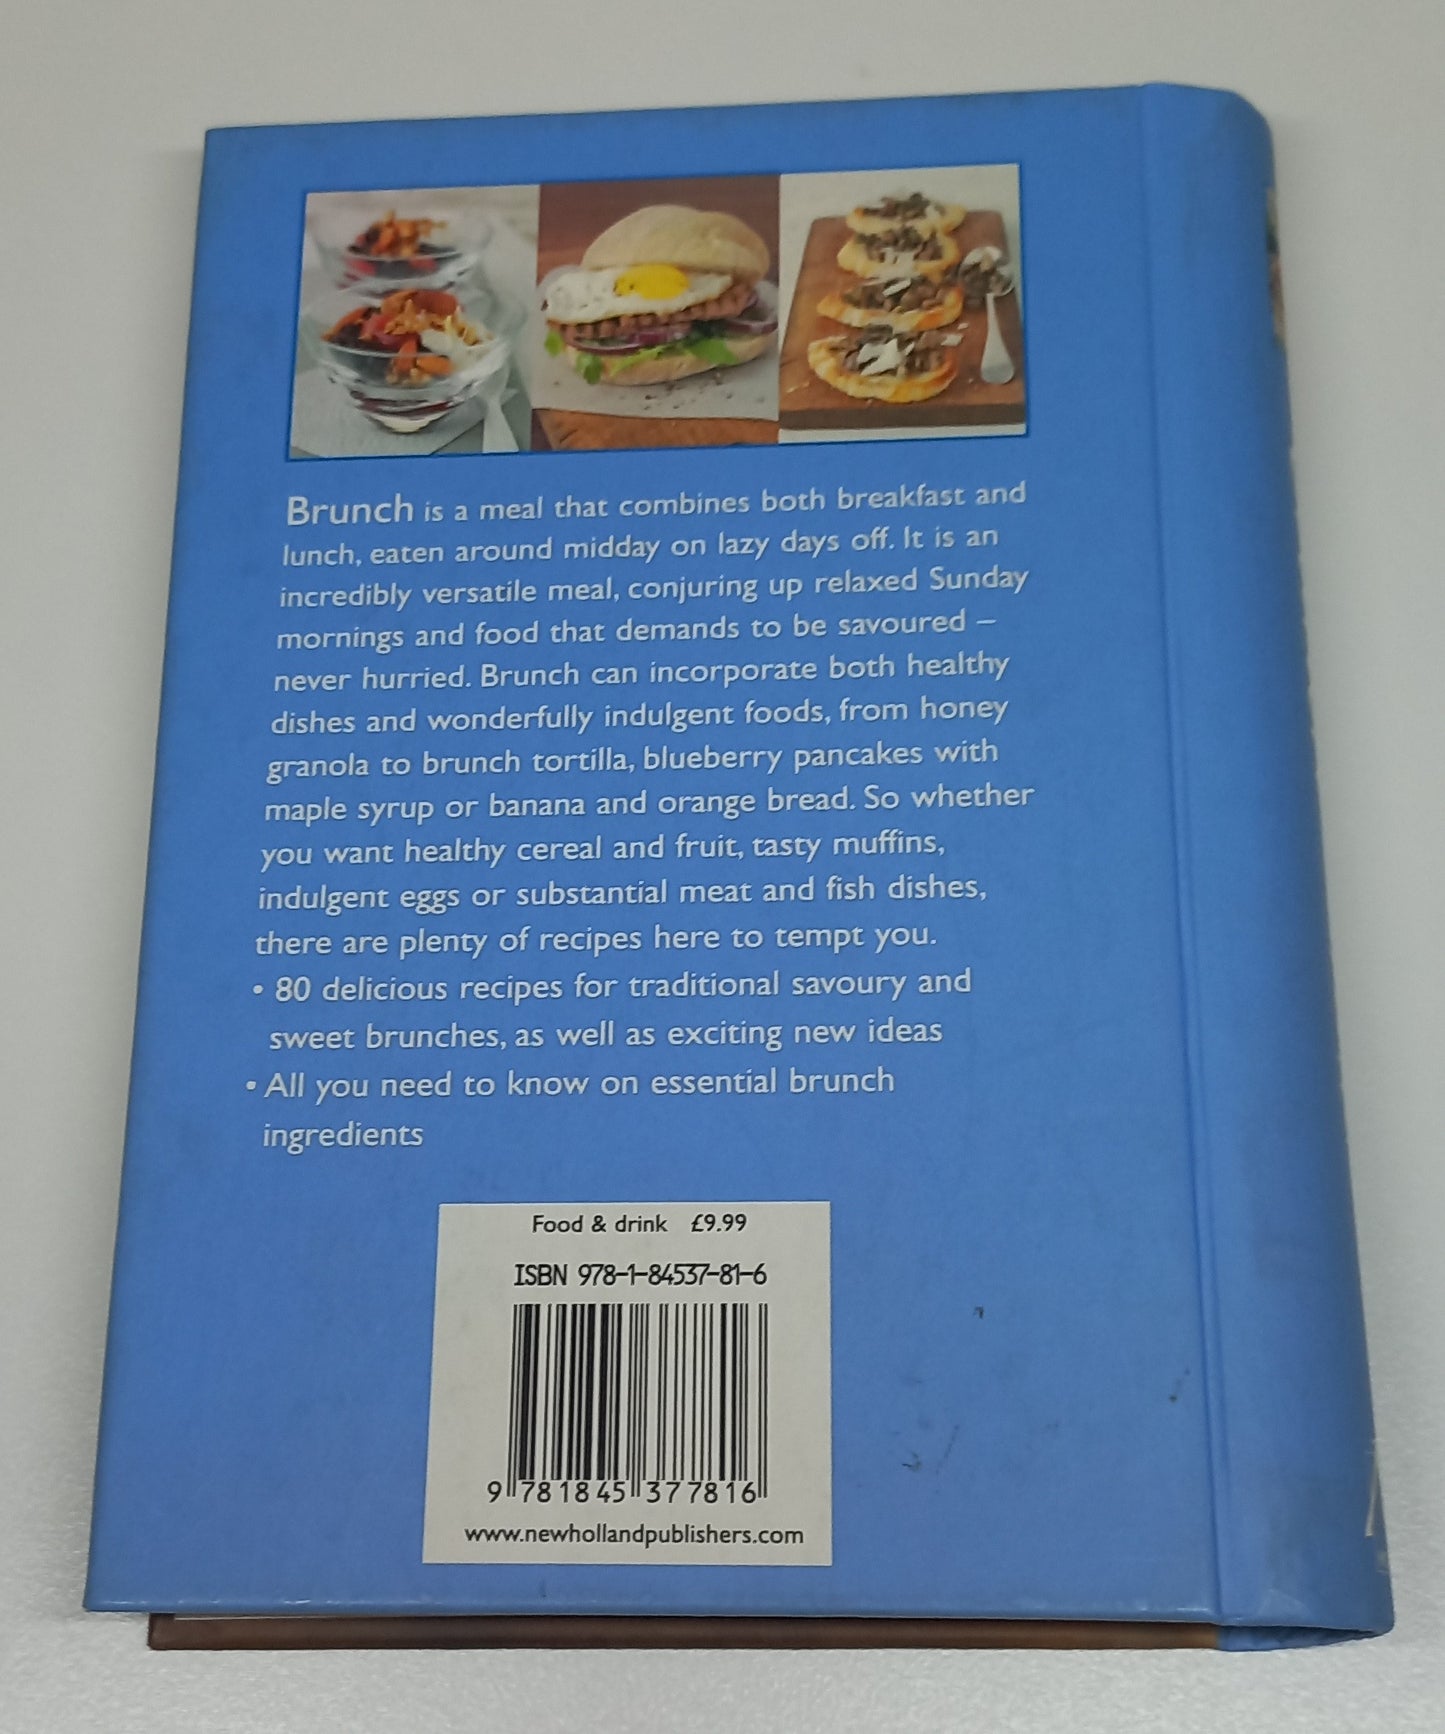 Brunch is a meal that combines both breakfast and
lunch, eaten around midday on lazy days off. It is an
incredibly versatile meal, conjuring up relaxed Sunday
mornings and food that demands to be savoured –
never hurried. Brunch can incorporate both healthy
dishes and wonderfully indulgent foods, from honey
granola to brunch tortilla, blueberry pancakes with
maple syrup or banana and orange bread. So whether
you want healthy cereal and fruit, tasty muffins,
indulgent eggs or substantial meat and fish dishes,
there are plenty of recipes here to tempt you.
• 80 delicious recipes for traditional savoury and
sweet brunches, as well as exciting new ideas
• All you need to know on essential brunch
ingredients
Food & drink £9.99
ISBN 978-1-84537-81-6
9 781845 377816
www.newhollandpublishers.com